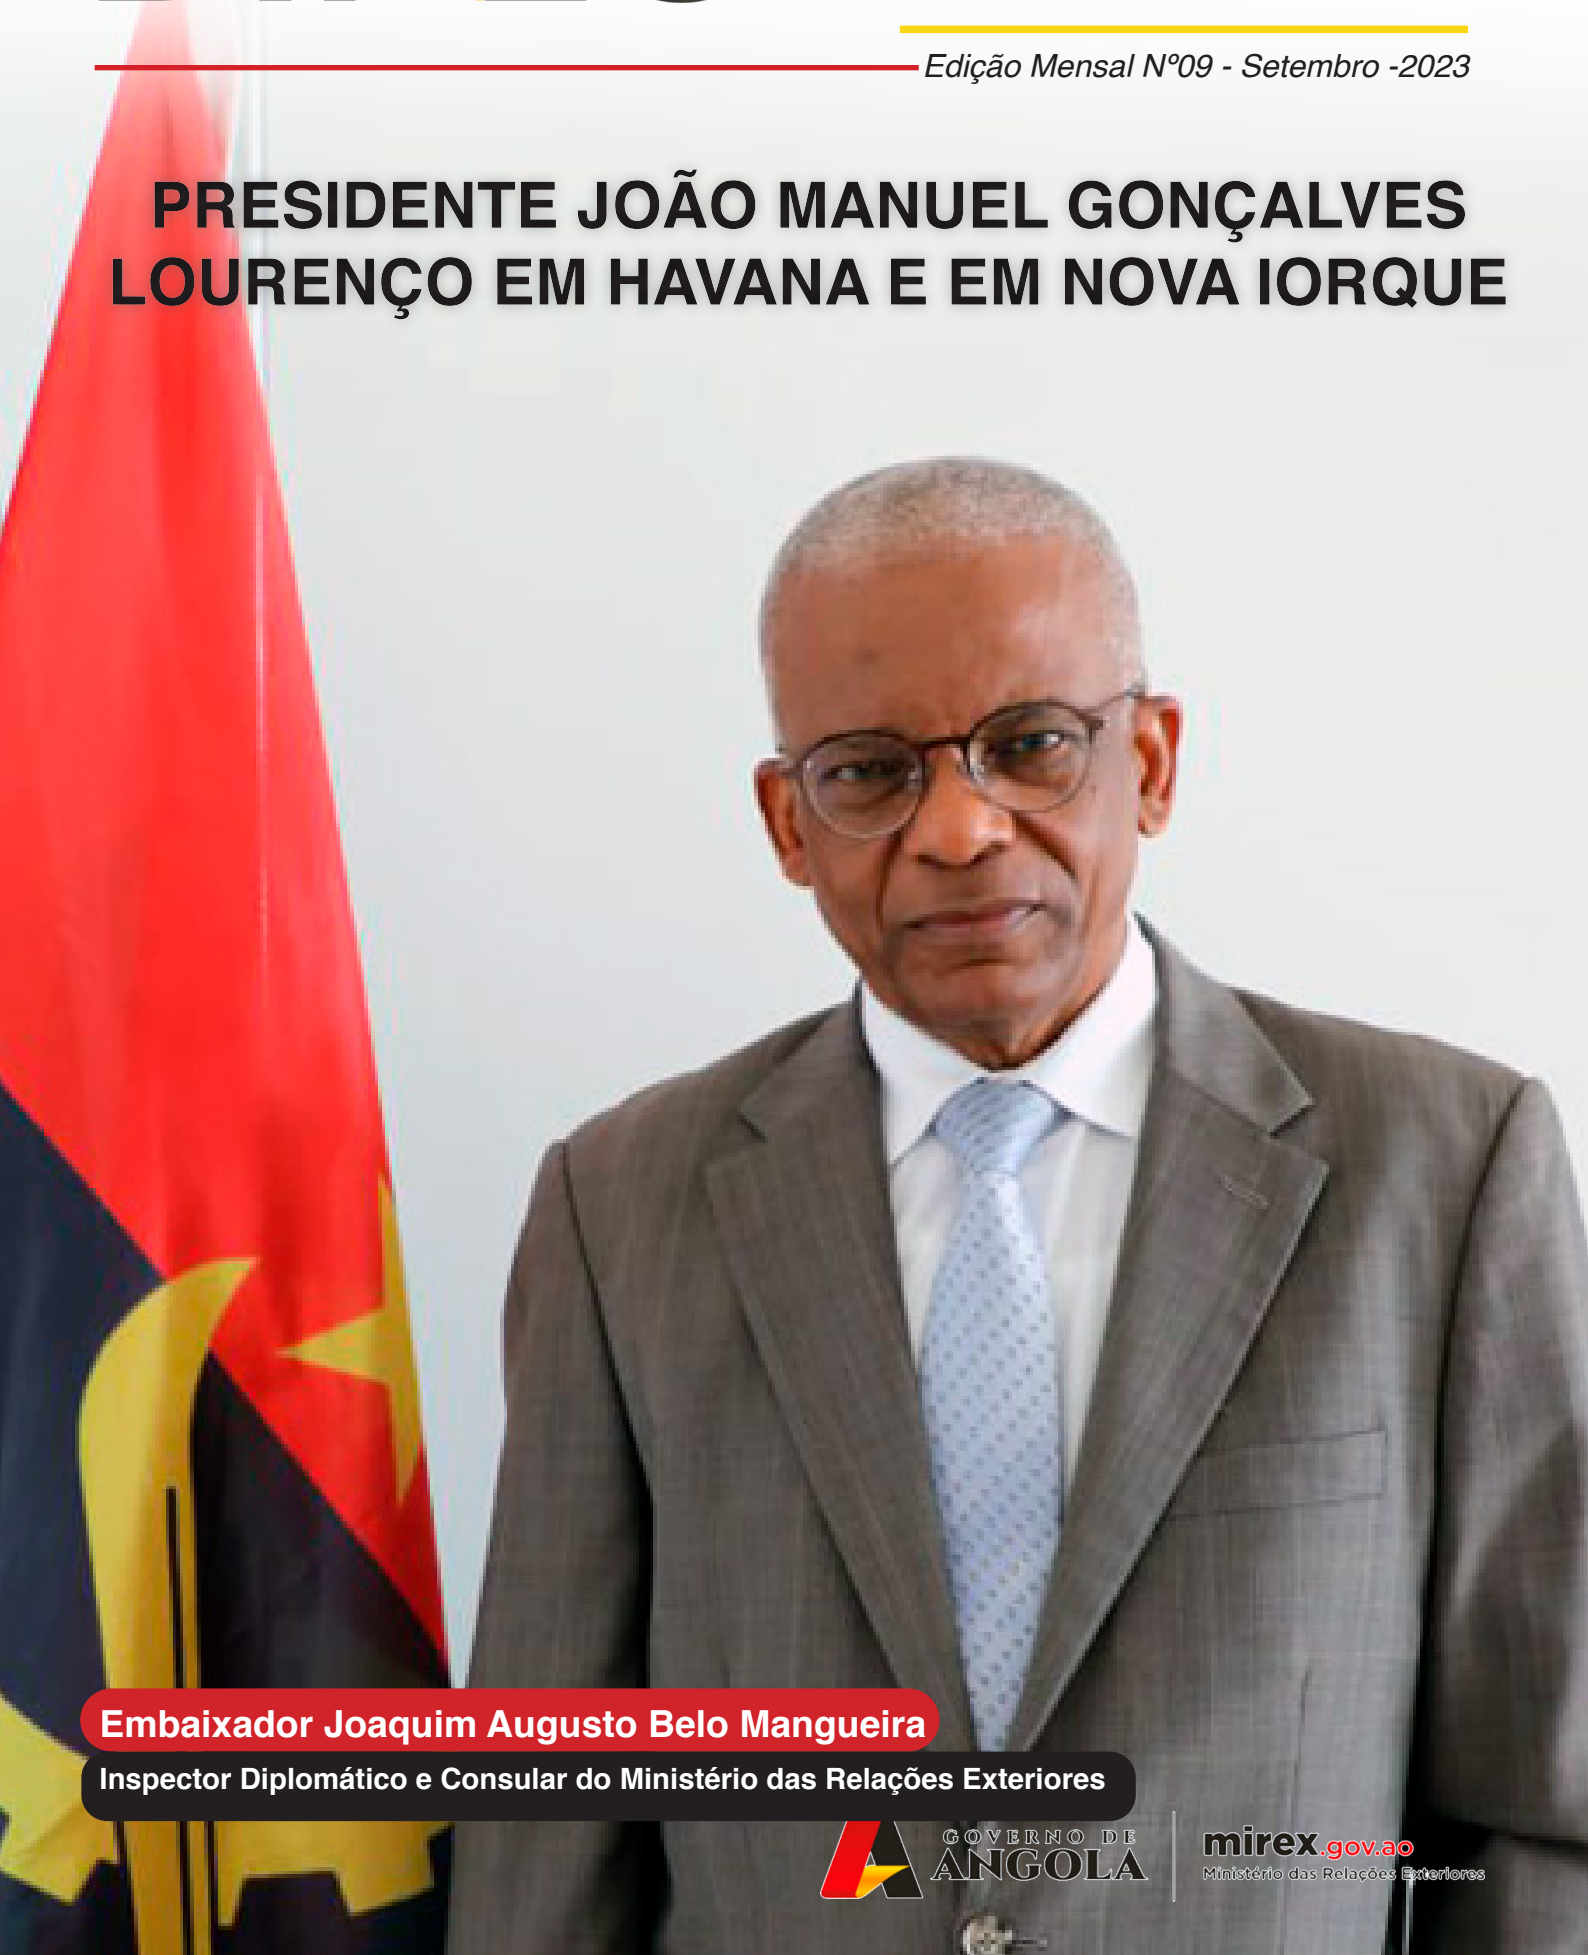 Edição Mensal Nº09 - Setembro -2023
PRESIDENTE JOÃO MANUEL GONÇALVES
LOURENÇO EM HAVANA E EM NOVA IORQUE
Embaixador Joaquim Augusto Belo Mangueira
Inspector Diplomático e Consular do Ministério das Relações Exteriores
GOVERNO DE
ANGOLA
mirex.gov.ao
Ministério das Relações Exteriores